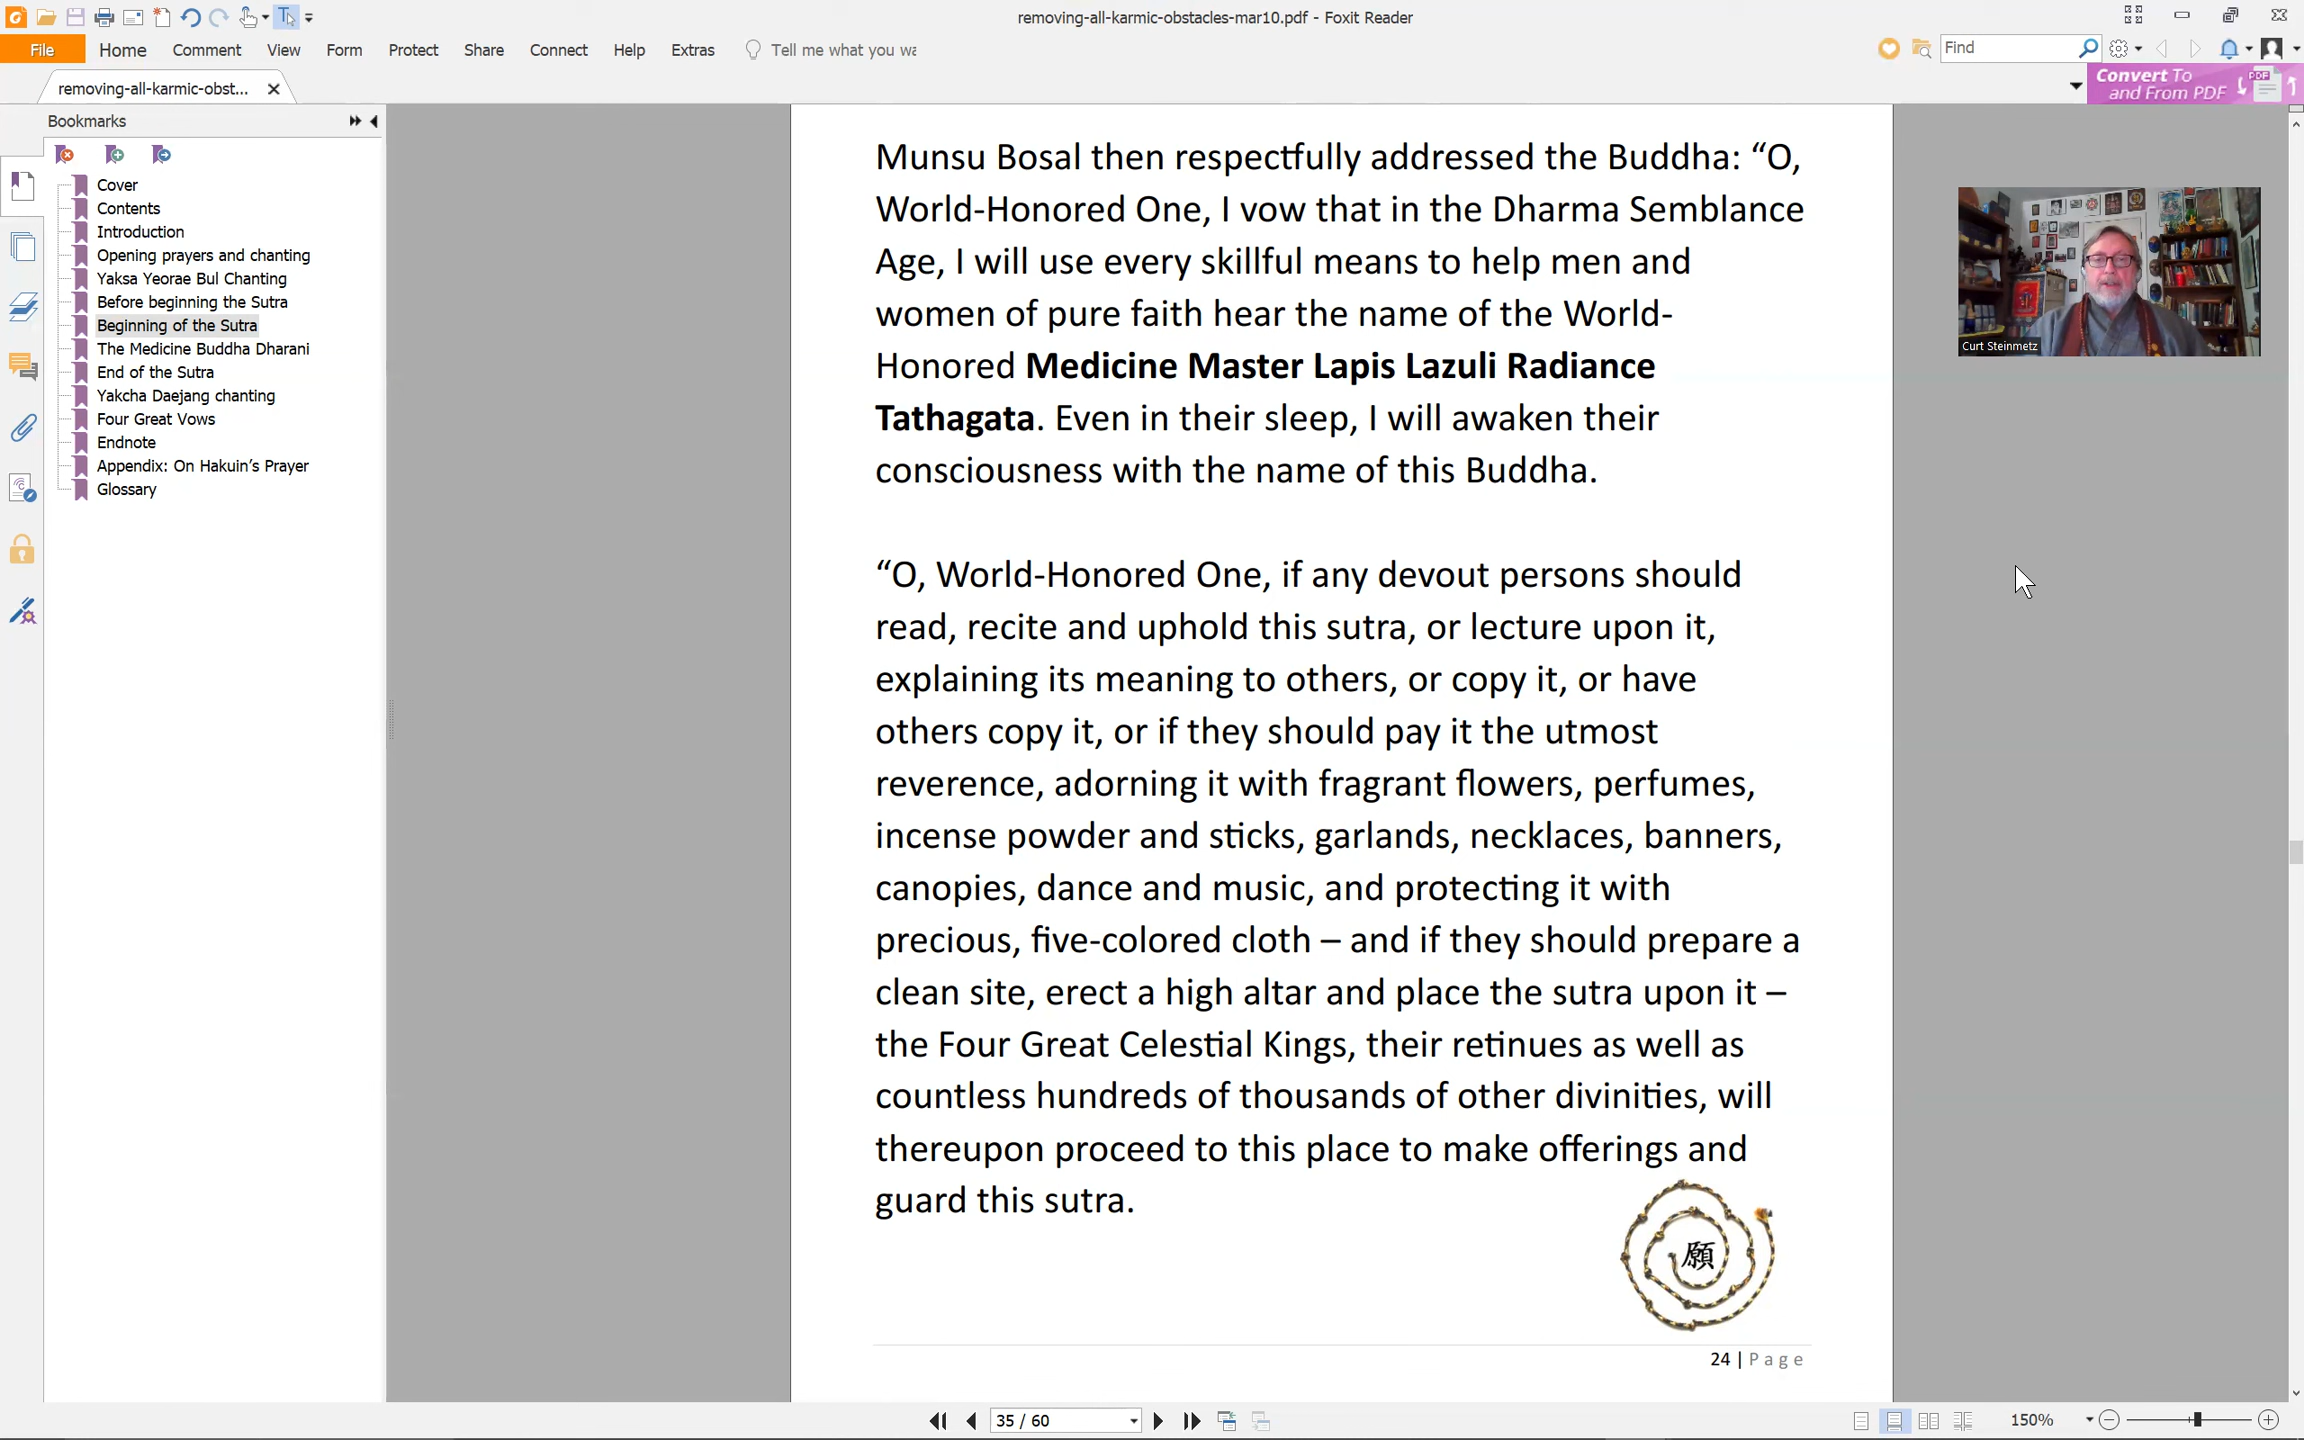 removing-all-karmic-obstacles-mar10.pdf - Foxit Reader
File Home Comment View Form Protect Share Connect Help Extras Tell me what you wa
Find
removing-all-karmic-obst...
Convert To
and From PDF
PDF
Bookmarks
Cover
Contents
Introduction
Opening prayers and chanting
Yaksa Yeorae Bul Chanting
Before beginning the Sutra
Beginning of the Sutra
The Medicine Buddha Dharani
End of the Sutra
Yakcha Daejang chanting
Four Great Vows
Endnote
Appendix: On Hakuin’s Prayer
Glossary
Munsu Bosal then respectfully addressed the Buddha: “O,
World-Honored One, I vow that in the Dharma Semblance
Age, I will use every skillful means to help men and
women of pure faith hear the name of the World-
Honored Medicine Master Lapis Lazuli Radiance
Tathagata. Even in their sleep, I will awaken their
consciousness with the name of this Buddha.
“O, World-Honored One, if any devout persons should
read, recite and uphold this sutra, or lecture upon it,
explaining its meaning to others, or copy it, or have
others copy it, or if they should pay it the utmost
reverence, adorning it with fragrant flowers, perfumes,
incense powder and sticks, garlands, necklaces, banners,
canopies, dance and music, and protecting it with
precious, five-colored cloth – and if they should prepare a
clean site, erect a high altar and place the sutra upon it –
the Four Great Celestial Kings, their retinues as well as
countless hundreds of thousands of other divinities, will
thereupon proceed to this place to make offerings and
guard this sutra.
願
24 | Page
Curt Steinmetz
35 / 60
150%